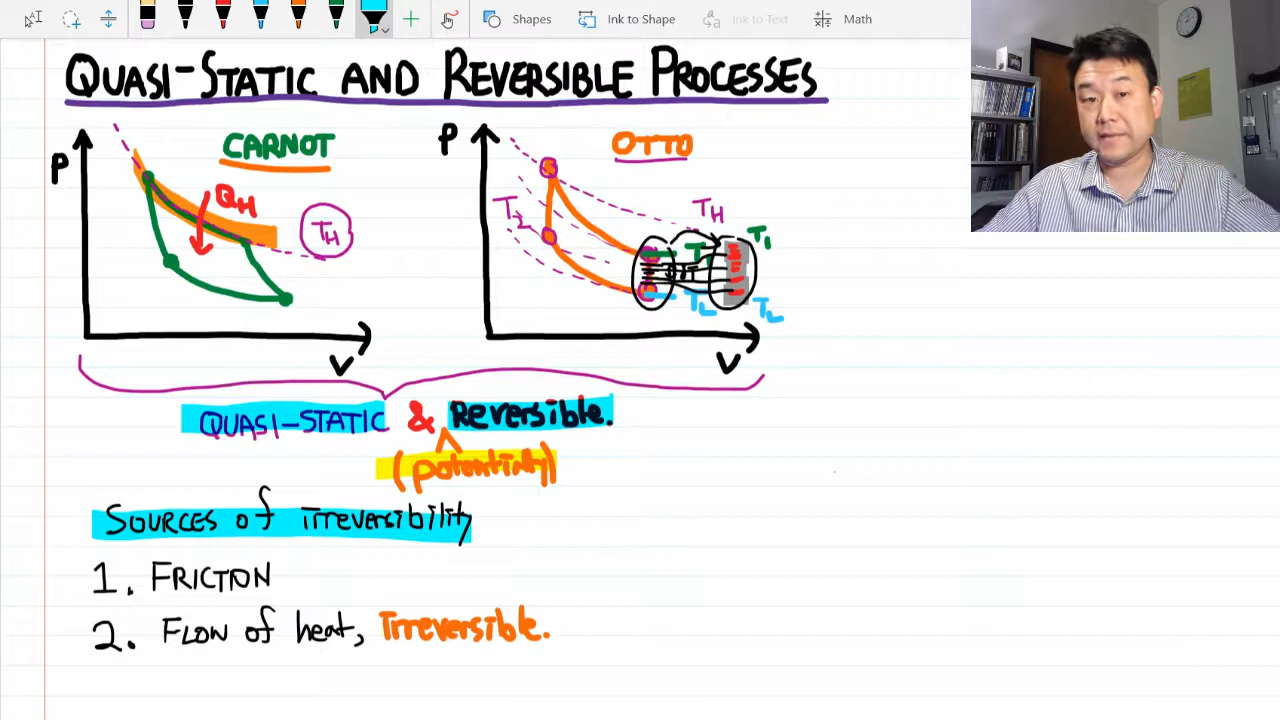 Shapes Ink to Shape Ink to Text Math
QUASI-STATIC AND REVERSIBLE PROCESSES
P CARNOT QH TH V
P OTTO TH T1 TL TL V
QUASI-STATIC & Reversible.
(potentially)
SOURCES of irreversibility
1. FRICTION
2. FLOW of heat, Irreversible.